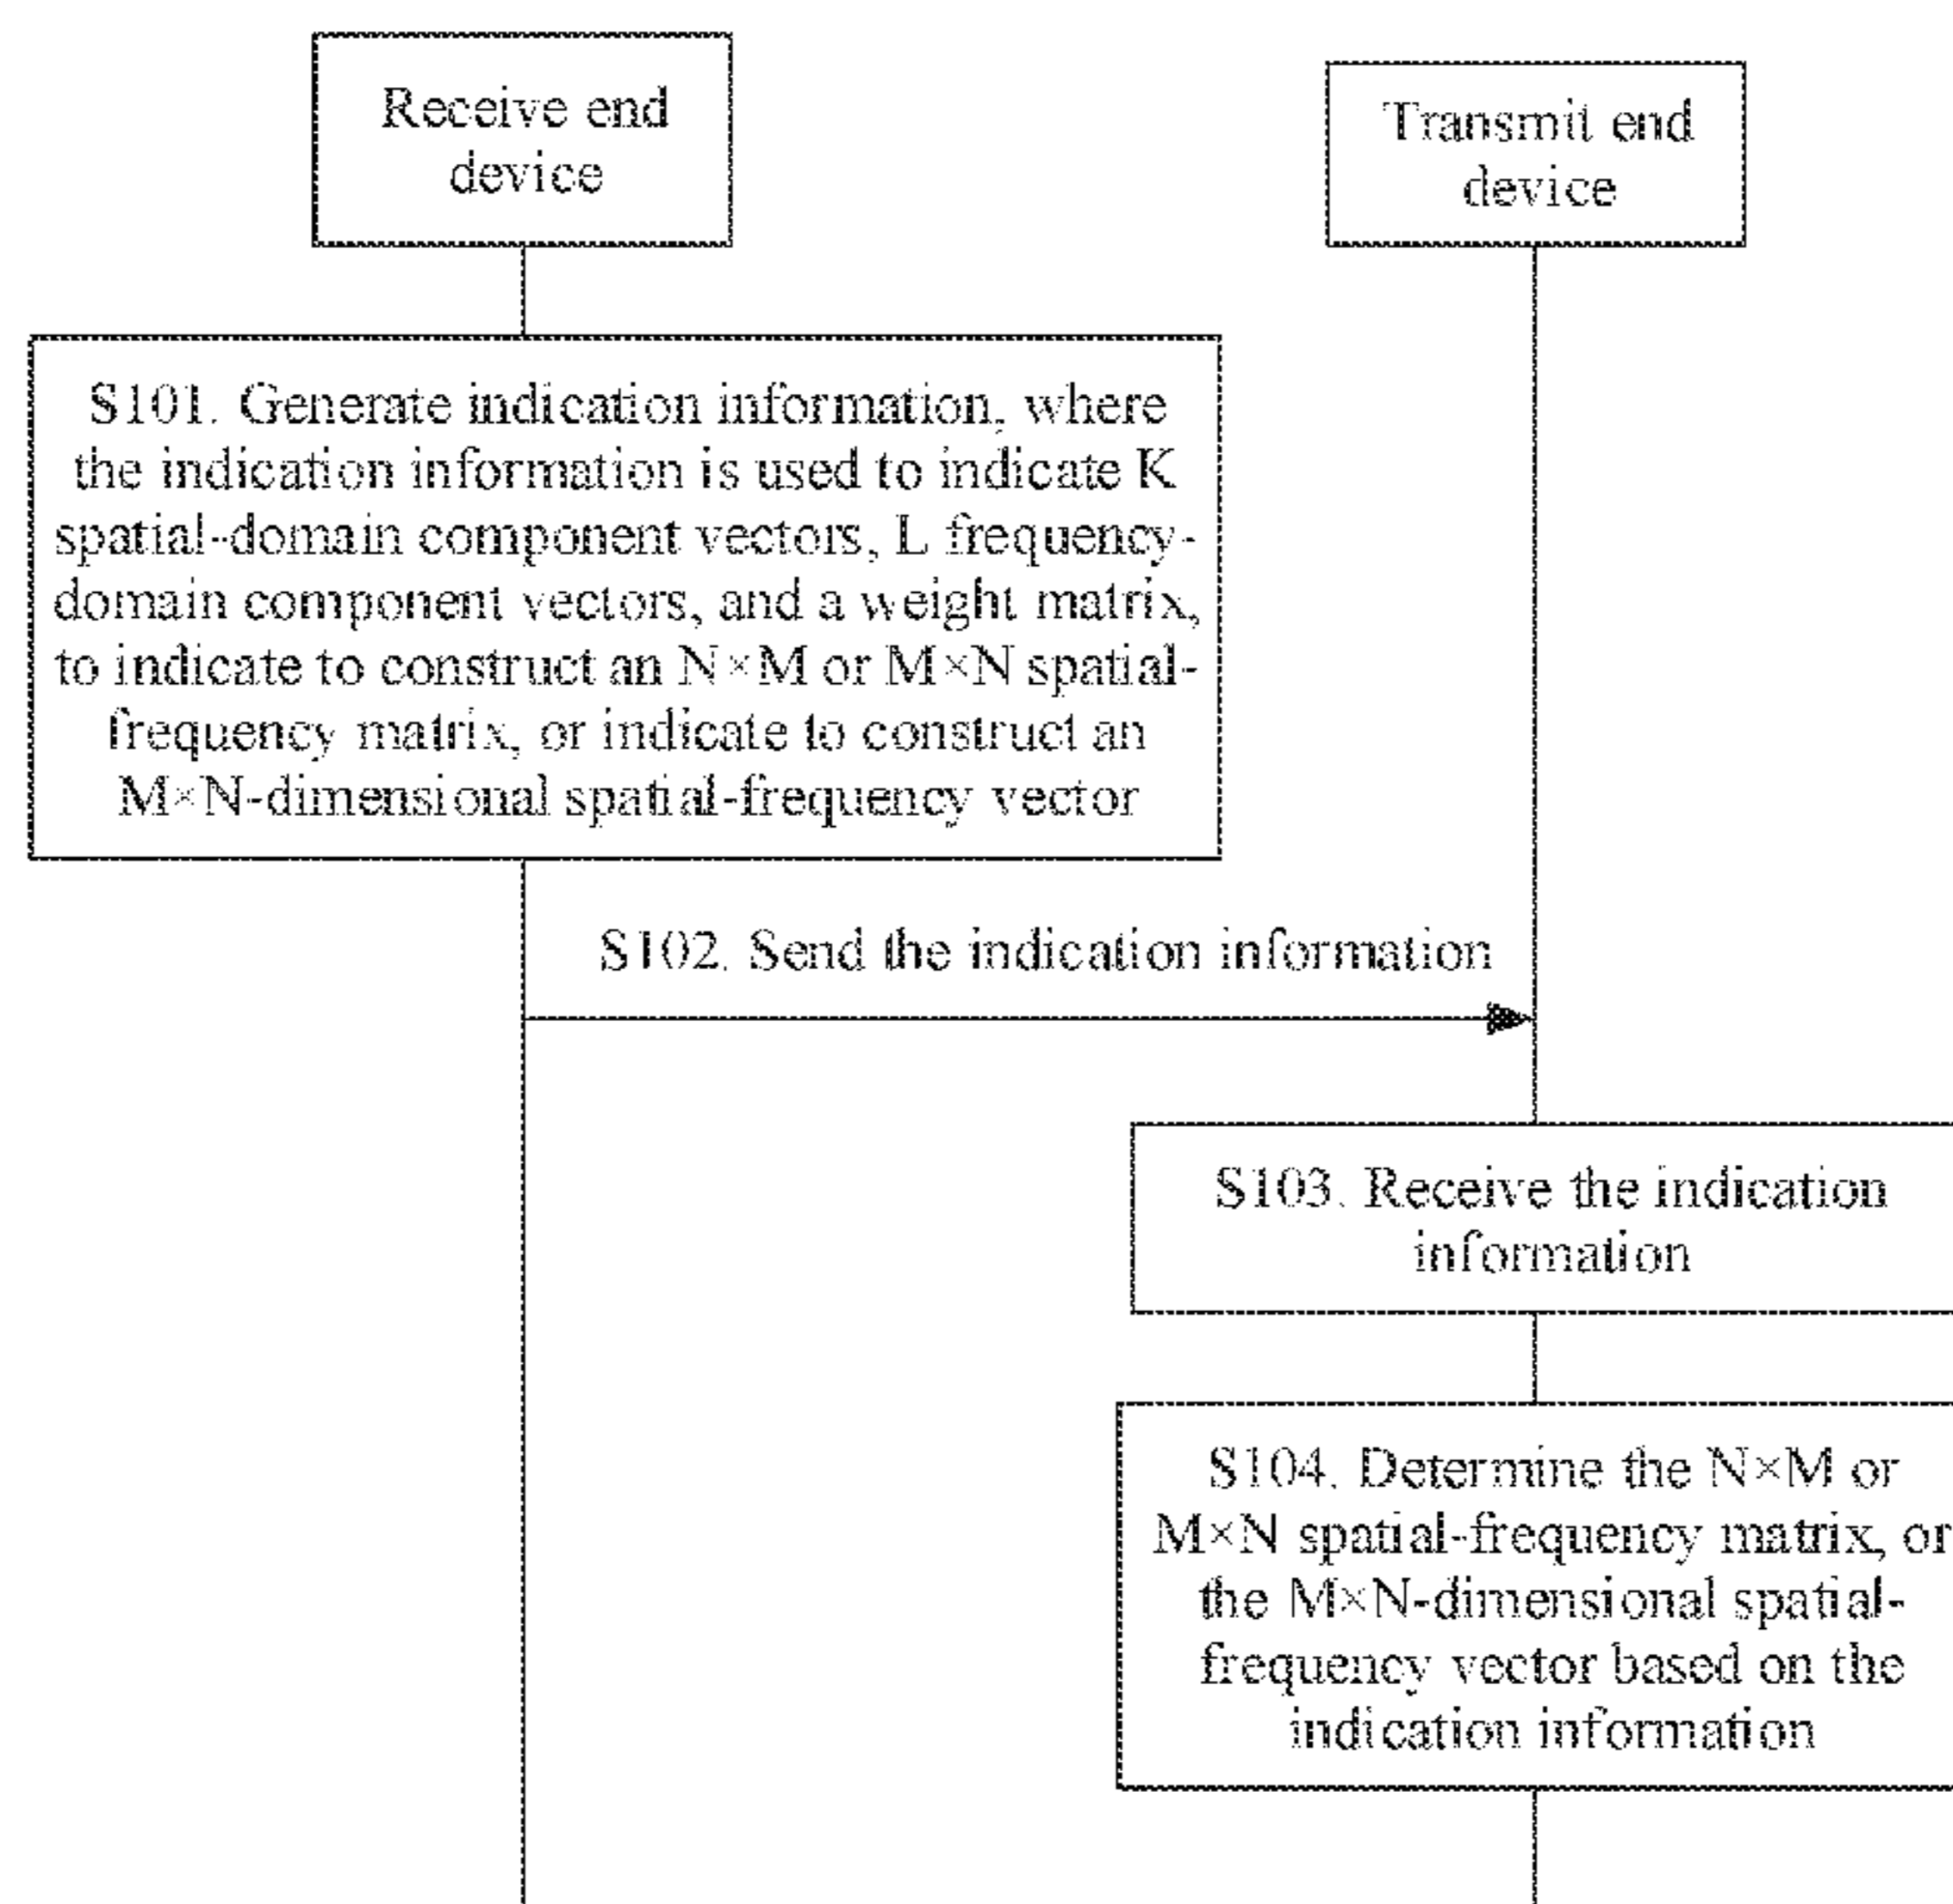 Receive end
device
Transmit end
device
S101. Generate indication information, where
the indication information is used to indicate K
spatial-domain component vectors, L frequency-
domain component vectors, and a weight matrix,
to indicate to construct an N×M or M×N spatial-
frequency matrix, or indicate to construct an
M×N-dimensional spatial-frequency vector
S102. Send the indication information
S103. Receive the indication
information
S104. Determine the N×M or
M×N spatial-frequency matrix, or
the M×N-dimensional spatial-
frequency vector based on the
indication information